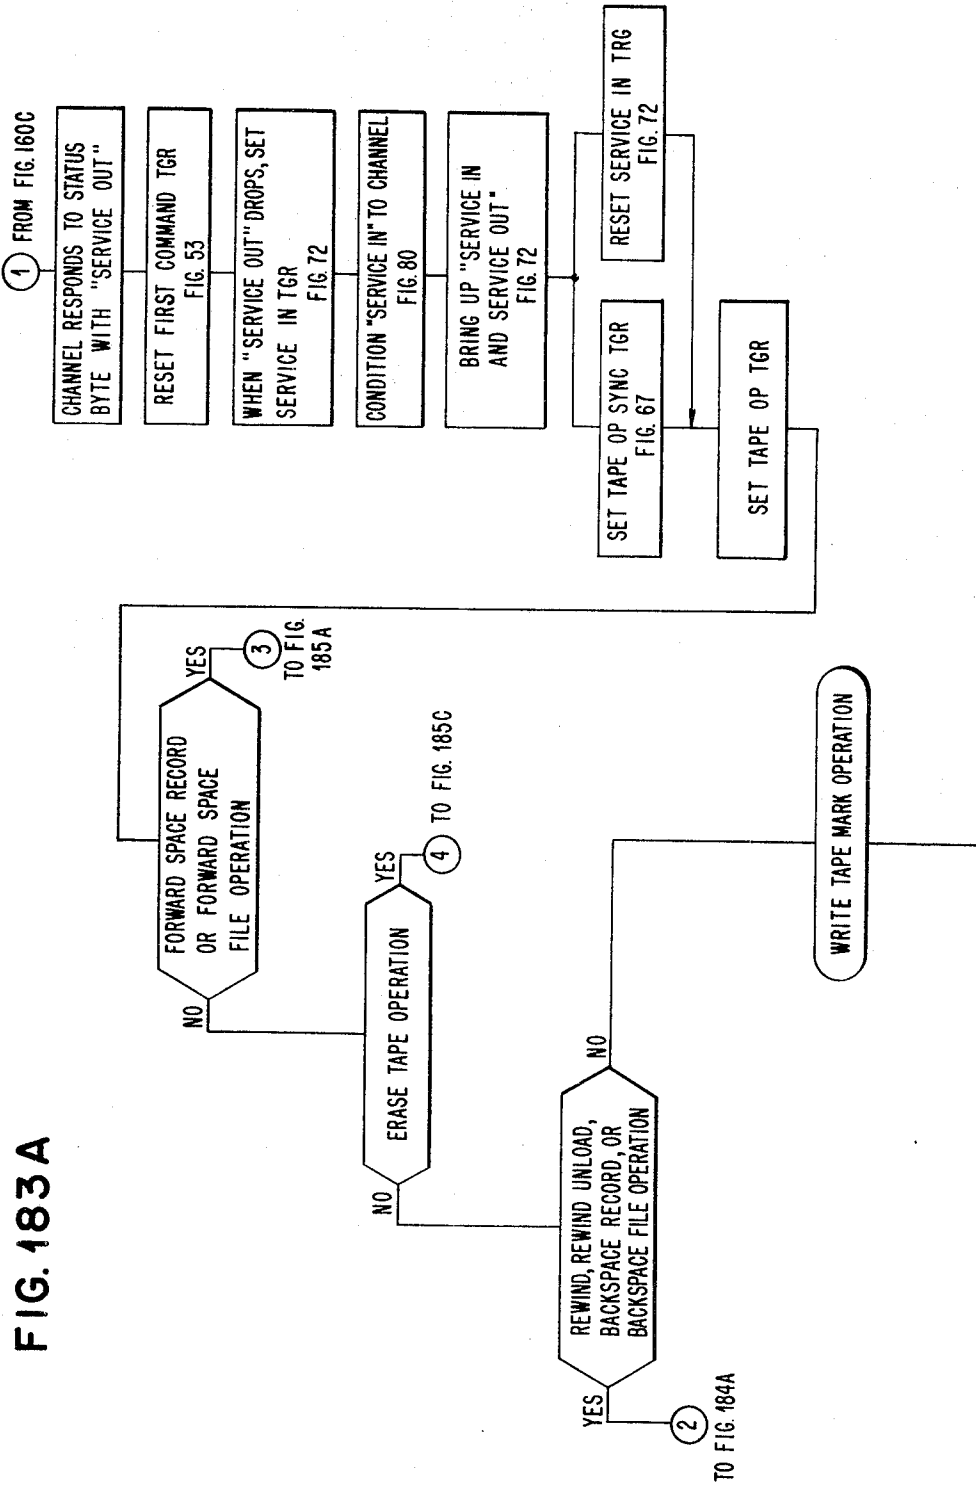 FIG. 183A
1 FROM FIG. 160C
CHANNEL RESPONDS TO STATUS
BYTE WITH "SERVICE OUT"
RESET FIRST COMMAND TGR
FIG. 53
WHEN "SERVICE OUT" DROPS, SET
SERVICE IN TGR
FIG. 72
CONDITION "SERVICE IN" TO CHANNEL
FIG. 80
BRING UP "SERVICE IN
AND SERVICE OUT"
FIG. 72
SET TAPE OP SYNC TGR
FIG. 67
RESET SERVICE IN TRG
FIG. 72
SET TAPE OP TGR
FORWARD SPACE RECORD
OR FORWARD SPACE
FILE OPERATION
YES
3
TO FIG.
185A
NO
ERASE TAPE OPERATION
YES
4 TO FIG. 185C
NO
REWIND, REWIND UNLOAD,
BACKSPACE RECORD, OR
BACKSPACE FILE OPERATION
YES
2
TO FIG. 184A
NO
WRITE TAPE MARK OPERATION